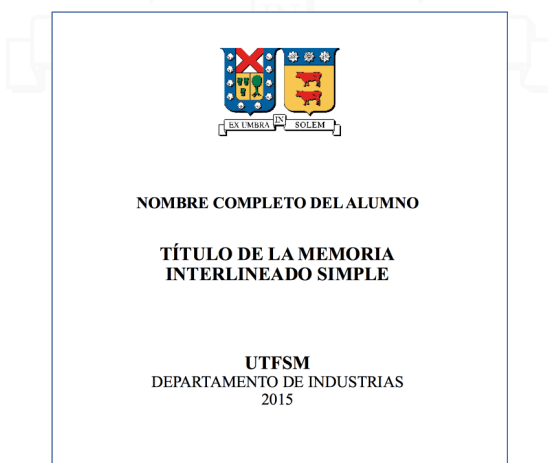 EX UMBRA IN SOLEM
NOMBRE COMPLETO DEL ALUMNO
TÍTULO DE LA MEMORIA
INTERLINEADO SIMPLE
UTFSM
DEPARTAMENTO DE INDUSTRIAS
2015